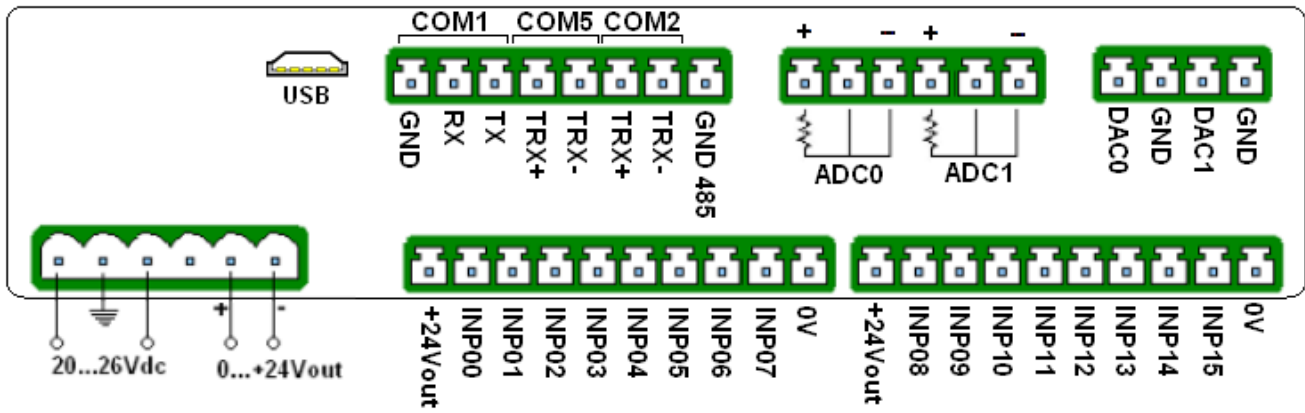 COM1 COM5 COM2
+ − + −
USB
GND RX TX TRX+ TRX- TRX+ TRX- GND 485
ADC0 ADC1
DAC0 GND DAC1 GND
+ -
20...26Vdc 0...+24Vout
+24Vout INP00 INP01 INP02 INP03 INP04 INP05 INP06 INP07 0V
+24Vout INP08 INP09 INP10 INP11 INP12 INP13 INP14 INP15 0V